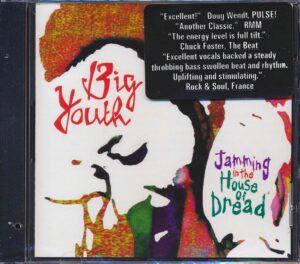 "Excellent!" Doug Wendt, PULSE!
"Another Classic." RMM
"The energy level is full tilt."
Chuck Foster, The Beat
"Excellent vocals backed a steady
throbbing bass swollen beat and rhythm.
Uplifting and stimulating."
Rock & Soul, France
Big
Youth
Jamming
in the
House
of
Dread